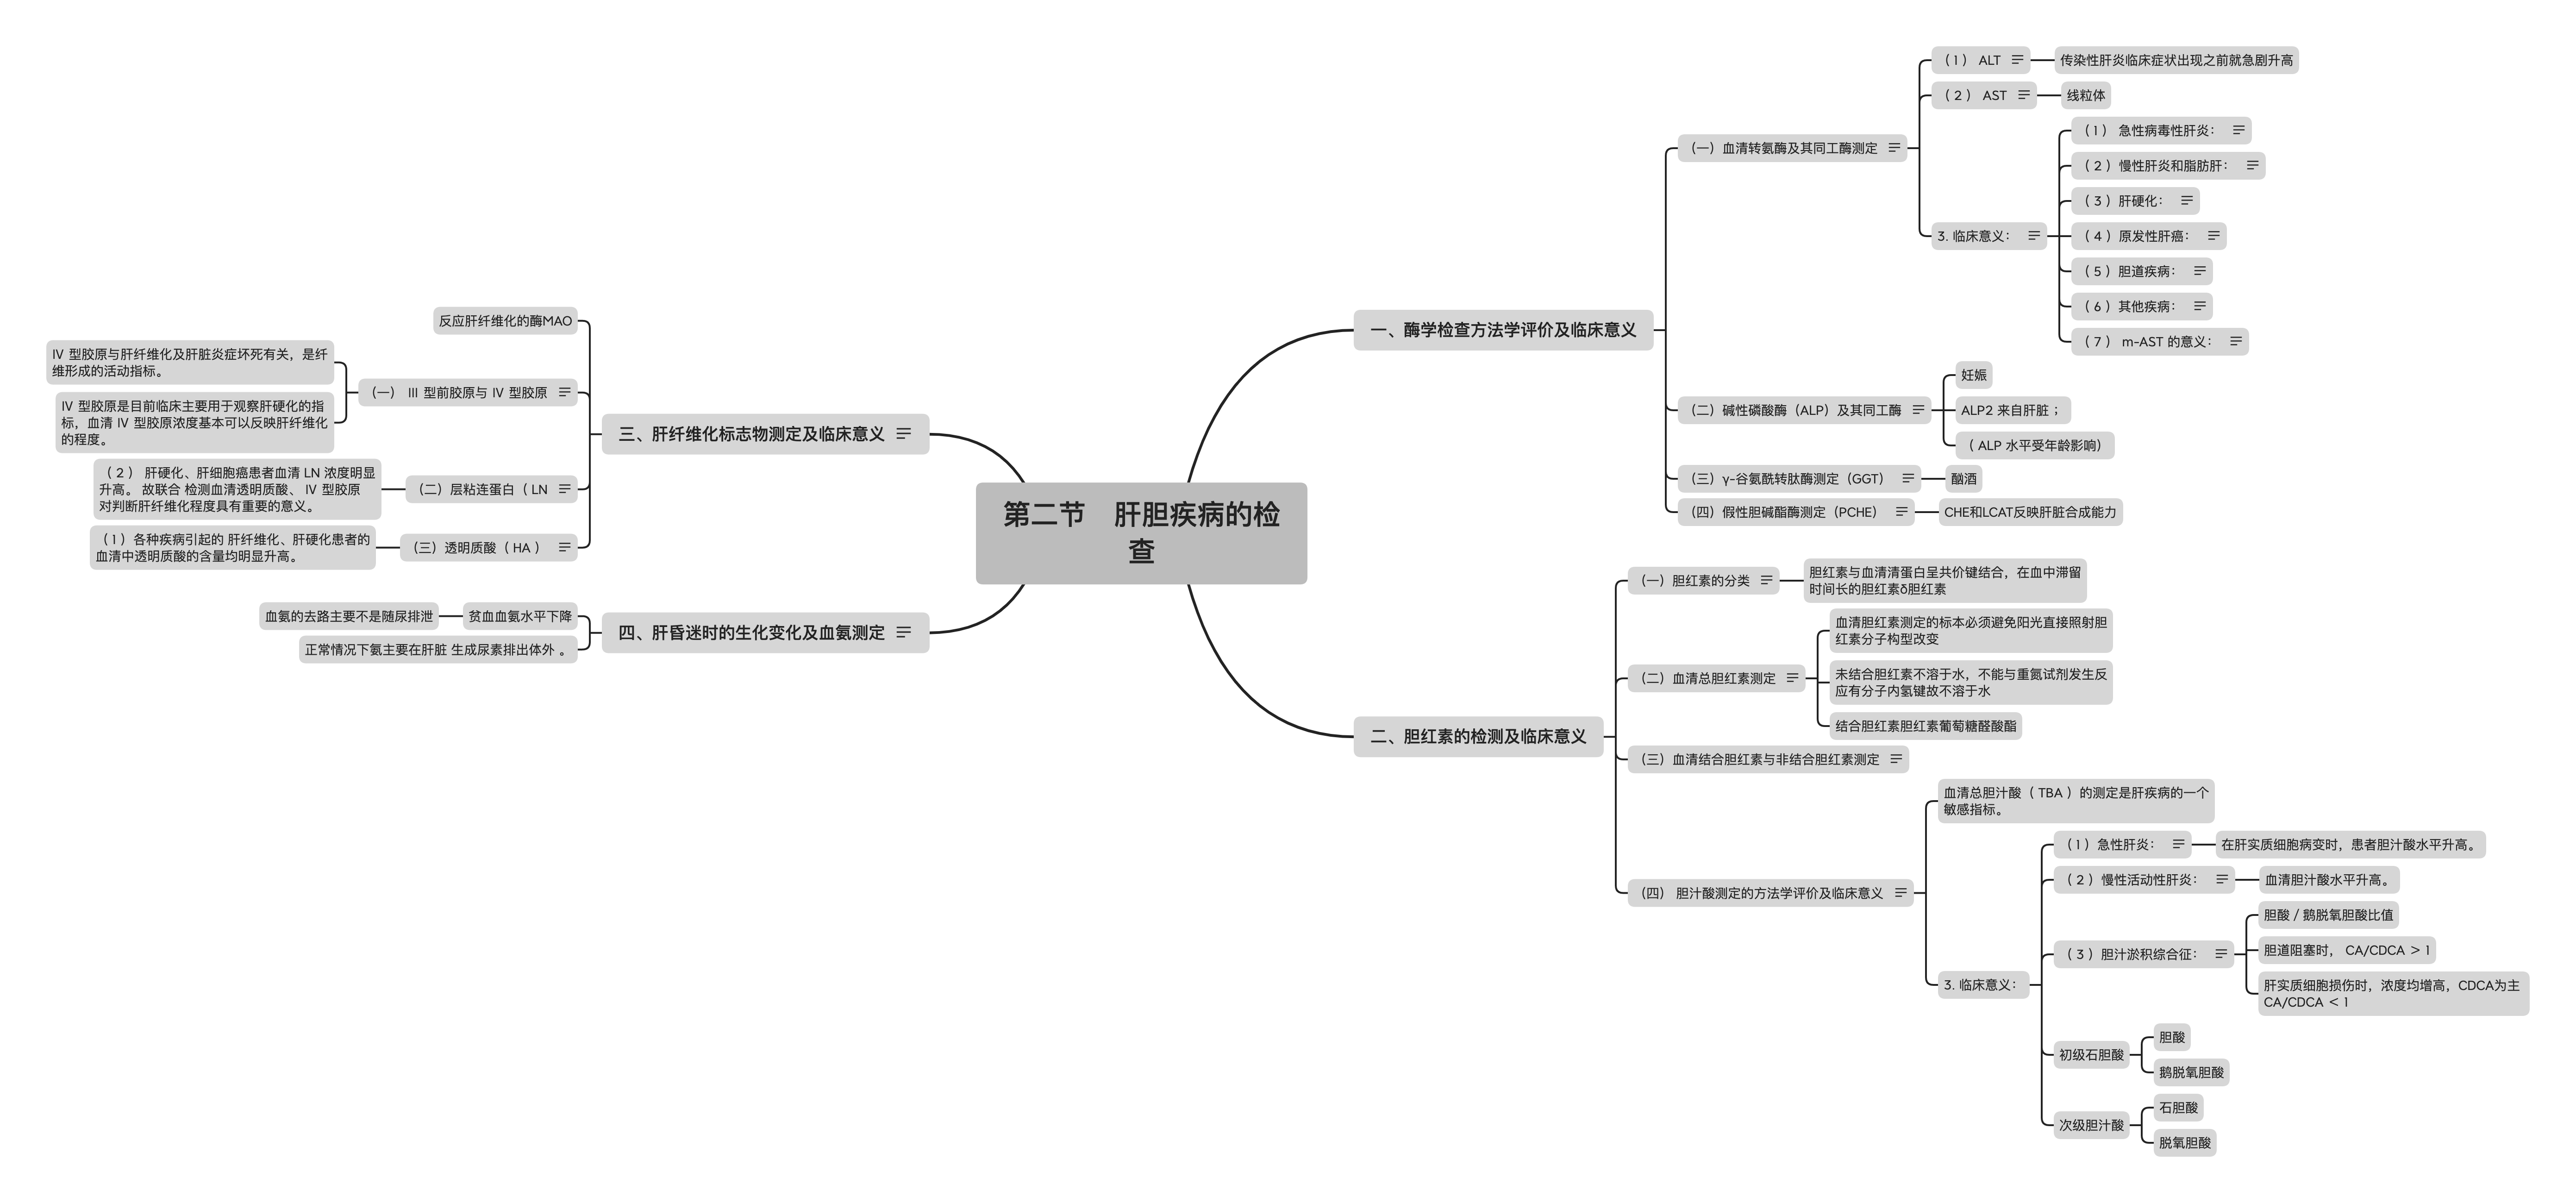 第二节 肝胆疾病的检
查
一、酶学检查方法学评价及临床意义
（一）血清转氨酶及其同工酶测定
（1） ALT
传染性肝炎临床症状出现之前就急剧升高
（2） AST
线粒体
3. 临床意义：
（1） 急性病毒性肝炎：
（2）慢性肝炎和脂肪肝：
（3）肝硬化：
（4）原发性肝癌：
（5）胆道疾病：
（6）其他疾病：
（7） m-AST 的意义：
（二）碱性磷酸酶（ALP）及其同工酶
妊娠
ALP2 来自肝脏；
（ ALP 水平受年龄影响）
（三）γ-谷氨酰转肽酶测定（GGT）
酗酒
（四）假性胆碱酯酶测定（PCHE）
CHE和LCAT反映肝脏合成能力
二、胆红素的检测及临床意义
（一）胆红素的分类
胆红素与血清清蛋白呈共价键结合，在血中滞留
时间长的胆红素δ胆红素
（二）血清总胆红素测定
血清胆红素测定的标本必须避免阳光直接照射胆
红素分子构型改变
未结合胆红素不溶于水，不能与重氮试剂发生反
应有分子内氢键故不溶于水
结合胆红素胆红素葡萄糖醛酸酯
（三）血清结合胆红素与非结合胆红素测定
（四） 胆汁酸测定的方法学评价及临床意义
血清总胆汁酸（ TBA ）的测定是肝疾病的一个
敏感指标。
3. 临床意义：
（1）急性肝炎：
在肝实质细胞病变时，患者胆汁酸水平升高。
（2）慢性活动性肝炎：
血清胆汁酸水平升高。
（3）胆汁淤积综合征：
胆酸 / 鹅脱氧胆酸比值
胆道阻塞时， CA/CDCA ＞ 1
肝实质细胞损伤时，浓度均增高，CDCA为主
CA/CDCA ＜ 1
初级石胆酸
胆酸
鹅脱氧胆酸
次级胆汁酸
石胆酸
脱氧胆酸
三、肝纤维化标志物测定及临床意义
反应肝纤维化的酶MAO
（一） III 型前胶原与 IV 型胶原
IV 型胶原与肝纤维化及肝脏炎症坏死有关，是纤
维形成的活动指标。
IV 型胶原是目前临床主要用于观察肝硬化的指
标，血清 IV 型胶原浓度基本可以反映肝纤维化
的程度。
（二）层粘连蛋白（ LN
（2） 肝硬化、肝细胞癌患者血清 LN 浓度明显
升高。 故联合 检测血清透明质酸、 IV 型胶原
对判断肝纤维化程度具有重要的意义。
（三）透明质酸（ HA ）
（1）各种疾病引起的 肝纤维化、肝硬化患者的
血清中透明质酸的含量均明显升高。
四、肝昏迷时的生化变化及血氨测定
贫血血氨水平下降
血氨的去路主要不是随尿排泄
正常情况下氨主要在肝脏 生成尿素排出体外 。